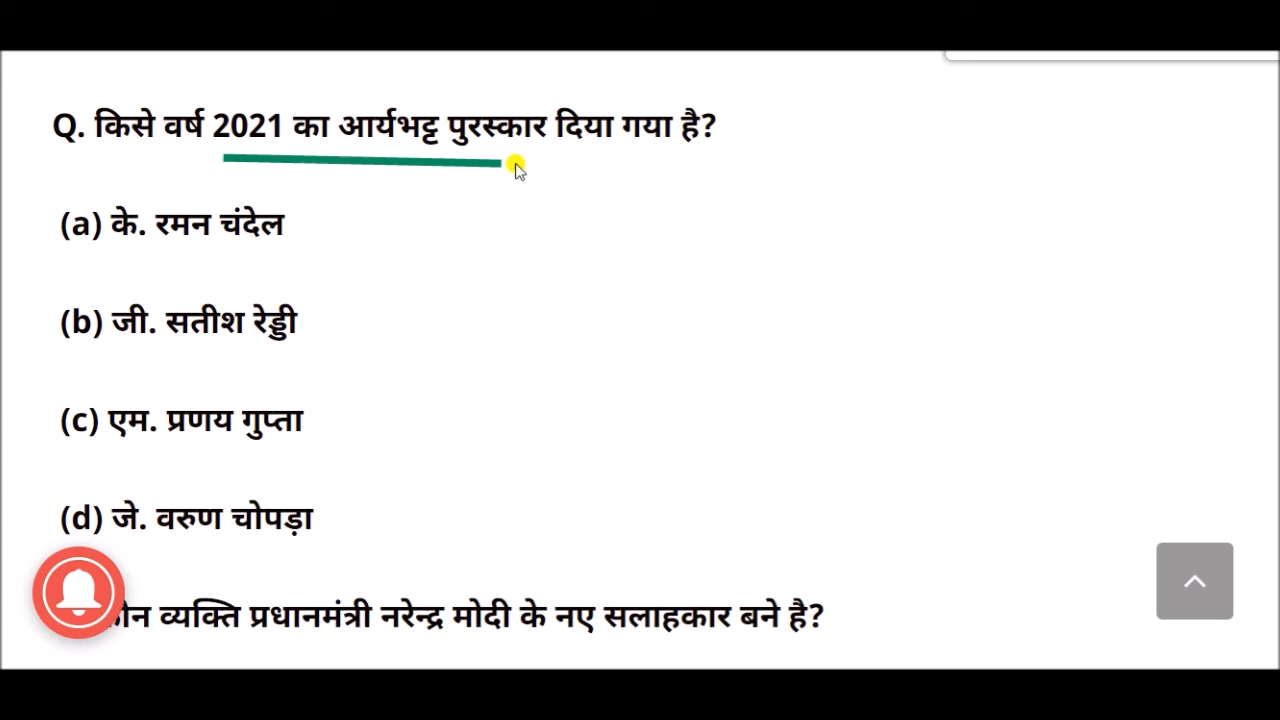 Q. किसे वर्ष 2021 का आर्यभट्ट पुरस्कार दिया गया है?
(a) के. रमन चंदेल
(b) जी. सतीश रेड्डी
(c) एम. प्रणय गुप्ता
(d) जे. वरुण चोपड़ा
व्यक्ति प्रधानमंत्री नरेन्द्र मोदी के नए सलाहकार बने है?